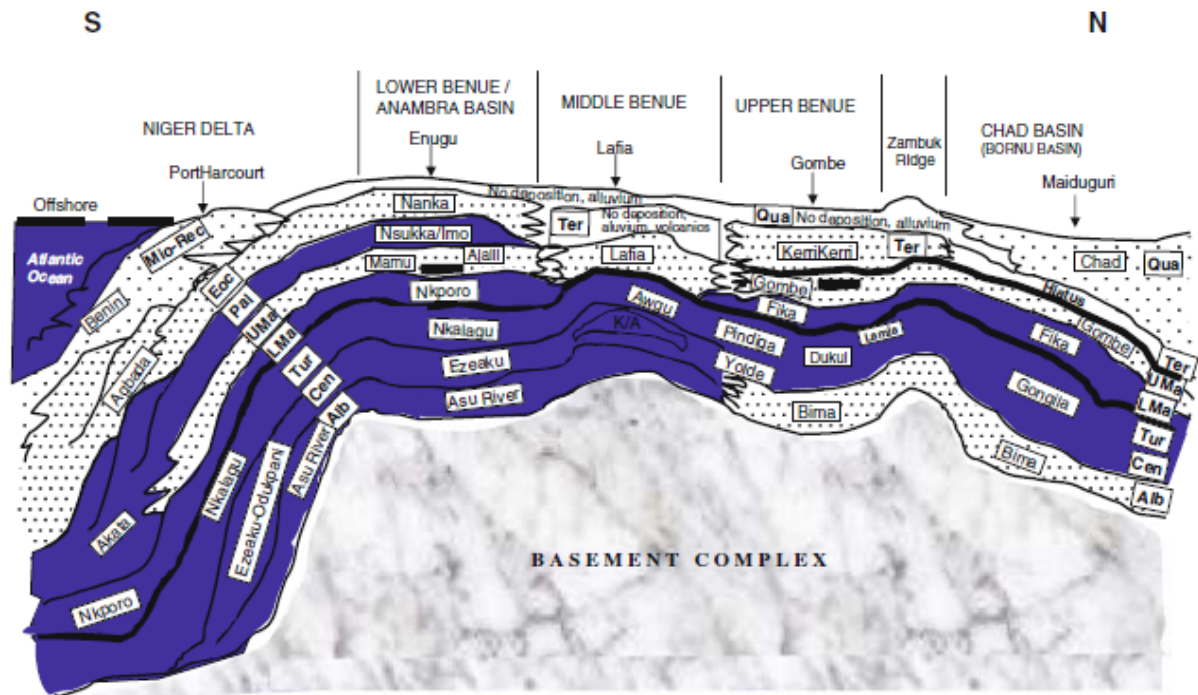 S
N
LOWER BENUE /
ANAMBRA BASIN
MIDDLE BENUE
UPPER BENUE
NIGER DELTA
Zambuk
Ridge
CHAD BASIN
(BORNU BASIN)
Enugu
Lafia
Gombe
PortHarcourt
Maiduguri
Offshore
Atlantic
Ocean
No deposition, alluvium
Nanka
Ter
No deposition,
aluvium, volcanics
Qua
No deposition, alluvium
Mio-Rec
Nsukka/Imo
KerriKerri
Ter
Chad
Qua
Mamu
Ajalli
Lafia
Eoc
Pal
UMa
LMa
Tur
Cen
Alb
Nkporo
Gombe
Hiatus
Benin
Awgu
Fika
Lamja
Gombe
Fika
Nkalagu
K/A
Pindiga
Dukul
Agbada
Ezeaku
Yolde
Gongila
Ter
UMa
LMa
Tur
Cen
Alb
Asu River
Bima
Bima
Asu River
Nkalagu
Ezeaku-Odukpani
Akata
Nkporo
BASEMENT COMPLEX